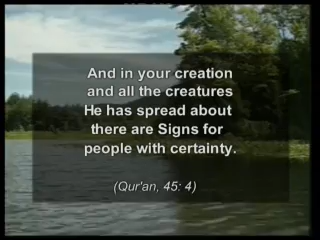 And in your creation
and all the creatures
He has spread about
there are Signs for
people with certainty.
(Qur'an, 45: 4)